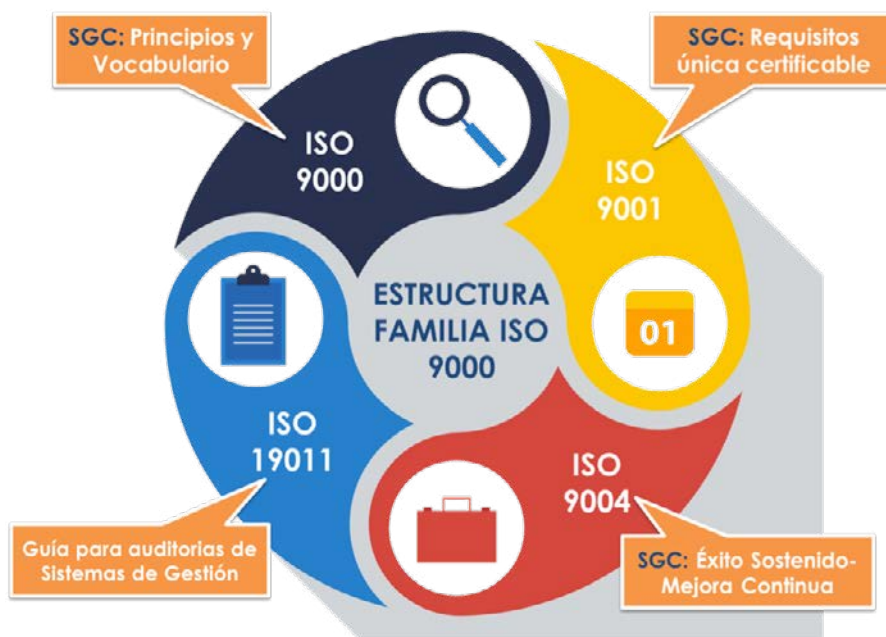 SGC: Principios y
Vocabulario
SGC: Requisitos
única certificable
ISO
9000
ISO
9001
ESTRUCTURA
FAMILIA ISO
9000
01
ISO
19011
ISO
9004
Guía para auditorias de
Sistemas de Gestión
SGC: Éxito Sostenido-
Mejora Continua